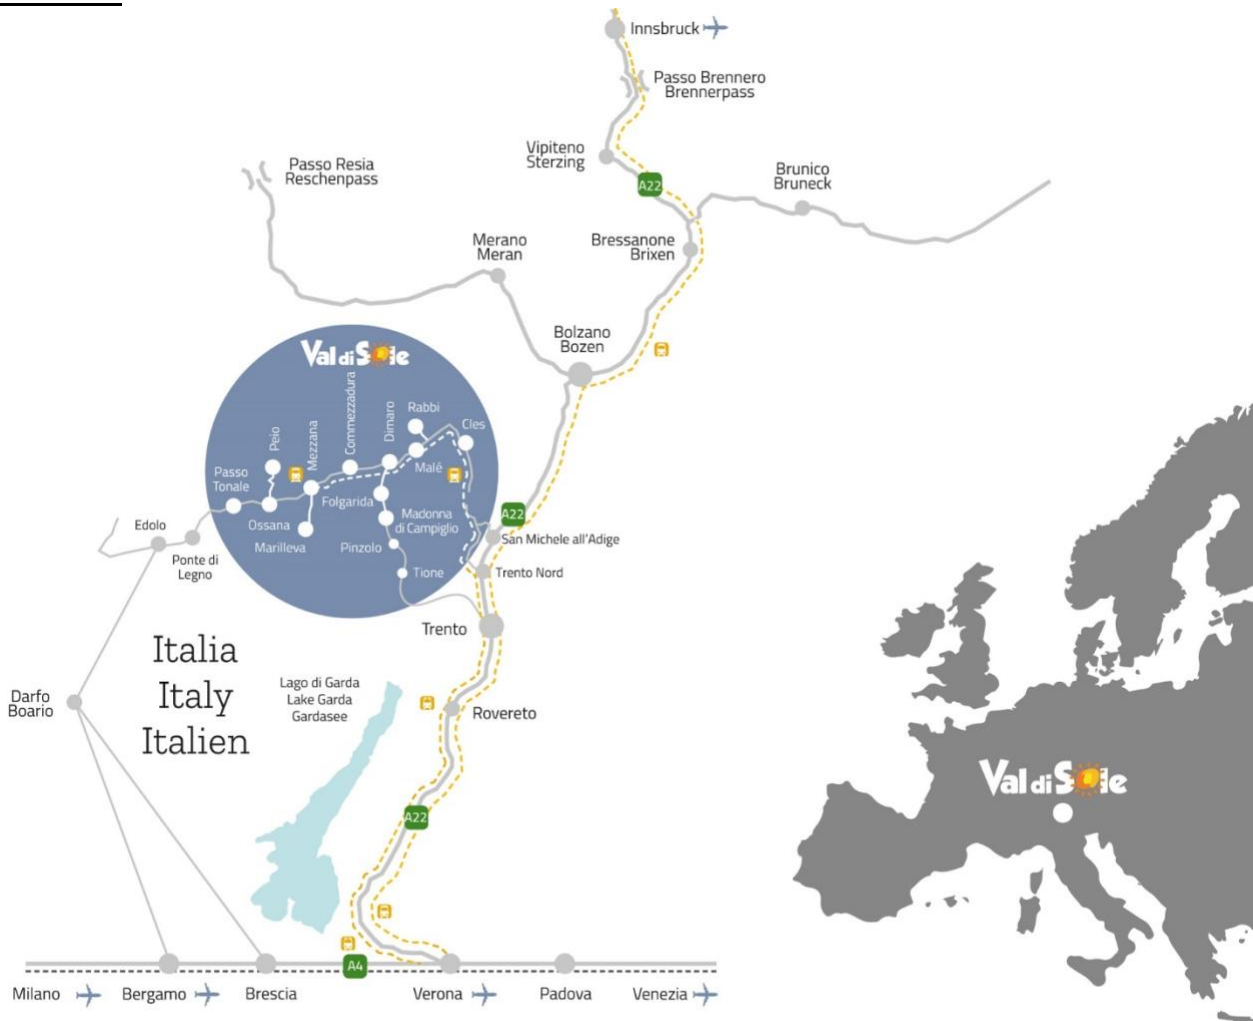 Innsbruck
Passo Brennero
Brennerpass
Vipiteno
Sterzing
A22
Passo Resia
Reschenpass
Brunico
Bruneck
Merano
Meran
Bressanone
Brixen
Bolzano
Bozen
Val di Sole
Commezzadura
Dimaro
Rabbi
Cles
Peio
Mezzana
Malé
Passo
Tonale
Folgarida
Ossana
Madonna
di Campiglio
Marilleva
Pinzolo
Tione
A22
San Michele all'Adige
Trento Nord
Edolo
Ponte di
Legno
Trento
Italia
Italy
Italien
Lago di Garda
Lake Garda
Gardasee
Darfo
Boario
Rovereto
Val di Sole
A22
A4
Milano
Bergamo
Brescia
Verona
Padova
Venezia